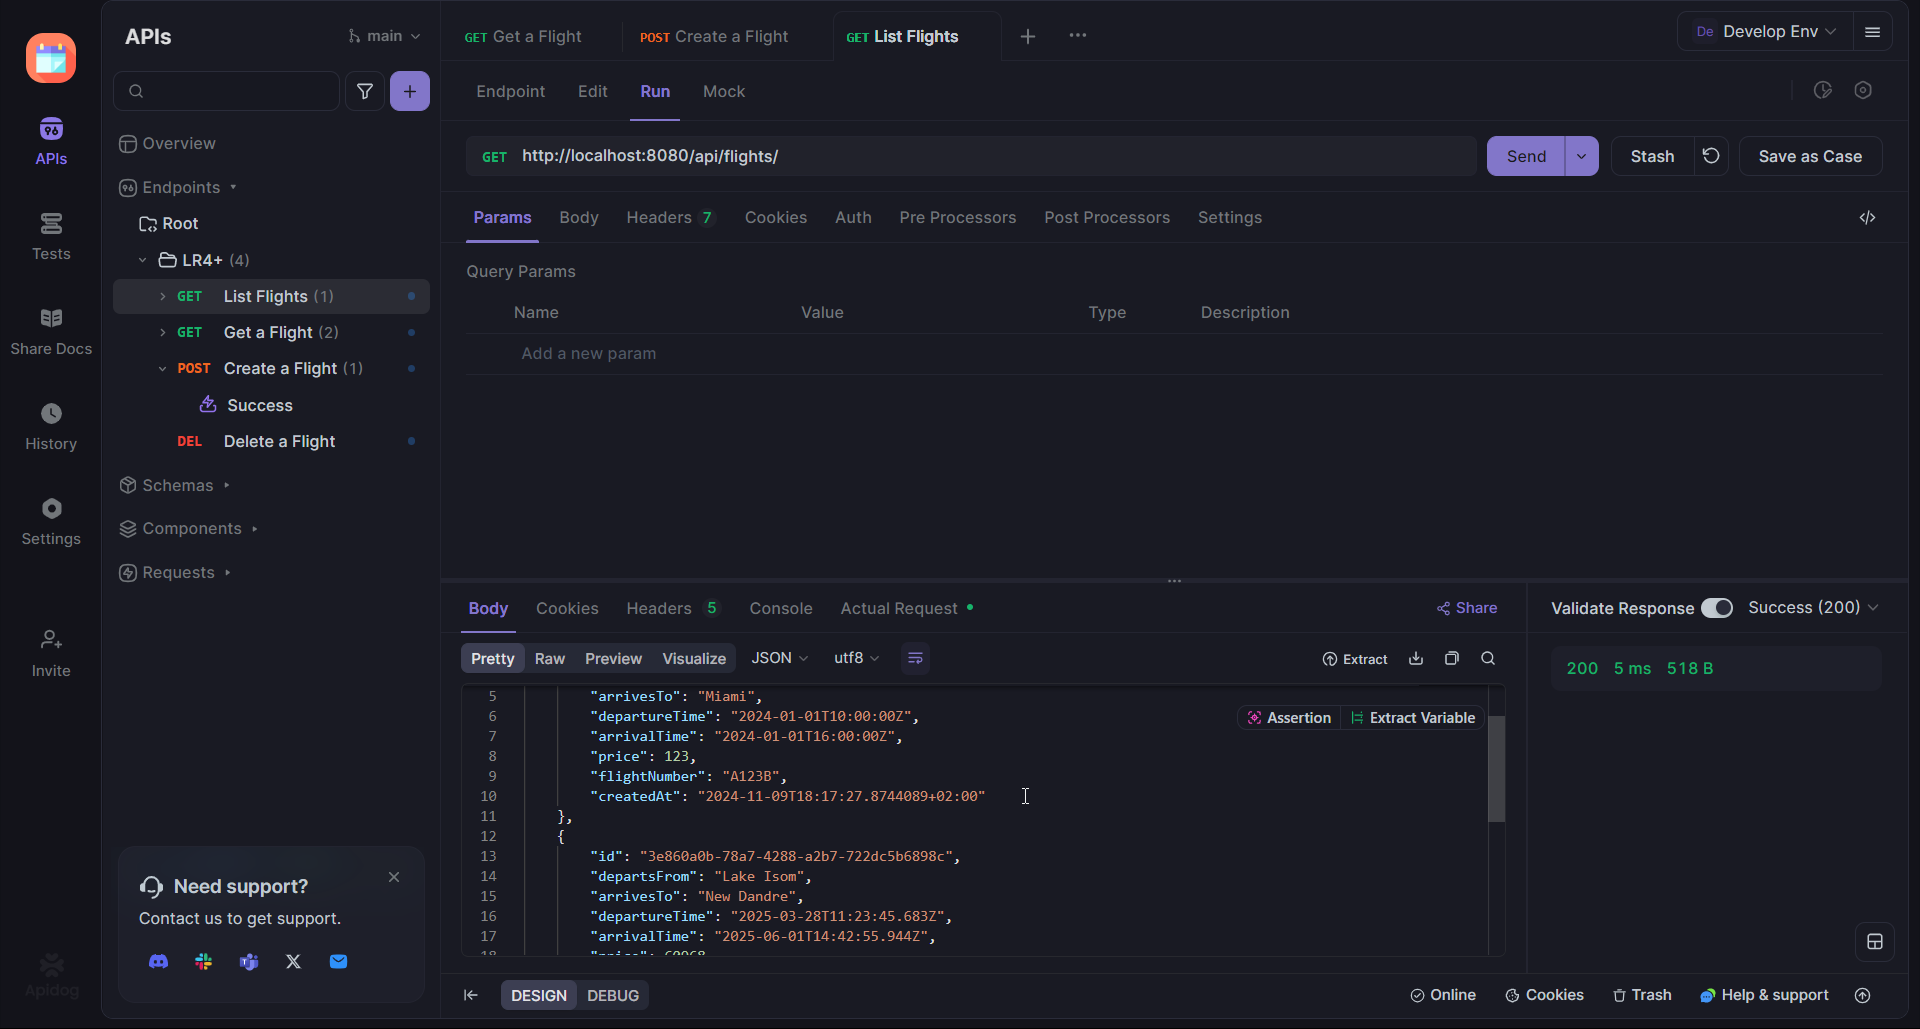 APIs
main
GET Get a Flight
POST Create a Flight
GET List Flights
De Develop Env
Endpoint Edit Run Mock
APIs
Tests
Share Docs
History
Settings
Invite
Apidog
Overview
Endpoints
Root
LR4+ (4)
GET List Flights (1)
GET Get a Flight (2)
POST Create a Flight (1)
Success
DEL Delete a Flight
Schemas
Components
Requests
Need support?
Contact us to get support.
GET http://localhost:8080/api/flights/
Send
Stash
Save as Case
Params Body Headers 7 Cookies Auth Pre Processors Post Processors Settings
Query Params
Name Value Type Description
Add a new param
Body Cookies Headers 5 Console Actual Request
Share
Validate Response Success (200)
Pretty Raw Preview Visualize JSON utf8
Extract
200 5 ms 518 B
Assertion Extract Variable
5 "arrivesTo": "Miami",
6 "departureTime": "2024-01-01T10:00:00Z",
7 "arrivalTime": "2024-01-01T16:00:00Z",
8 "price": 123,
9 "flightNumber": "A123B",
10 "createdAt": "2024-11-09T18:17:27.8744089+02:00"
11 },
12 {
13 "id": "3e860a0b-78a7-4288-a2b7-722dc5b6898c",
14 "departsFrom": "Lake Isom",
15 "arrivesTo": "New Dandre",
16 "departureTime": "2025-03-28T11:23:45.683Z",
17 "arrivalTime": "2025-06-01T14:42:55.944Z",
DESIGN DEBUG
Online Cookies Trash Help & support